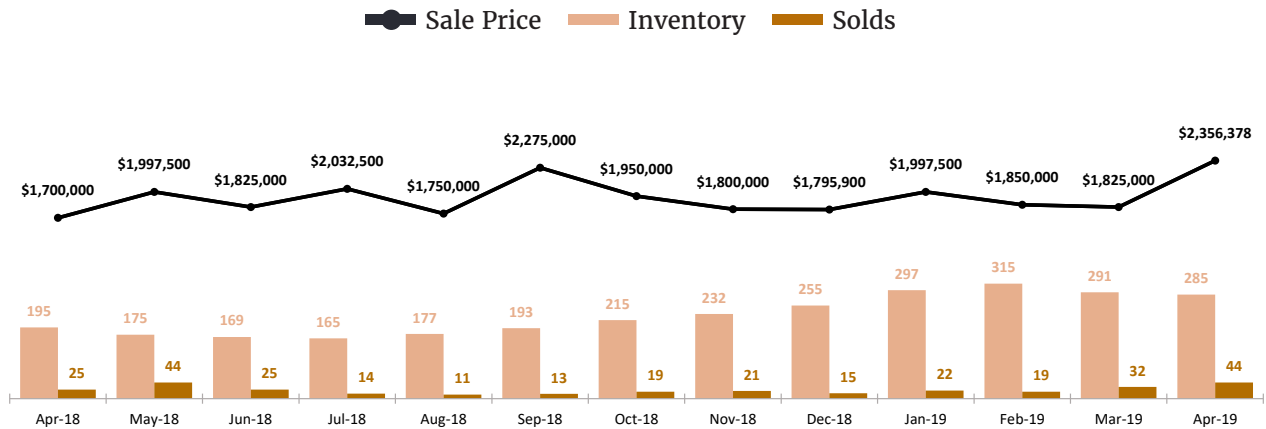 Sale Price Inventory Solds
$1,700,000 $1,997,500 $1,825,000 $2,032,500 $1,750,000 $2,275,000 $1,950,000 $1,800,000 $1,795,900 $1,997,500 $1,850,000 $1,825,000 $2,356,378
195 175 169 165 177 193 215 232 255 297 315 291 285
25 44 25 14 11 13 19 21 15 22 19 32 44
Apr-18 May-18 Jun-18 Jul-18 Aug-18 Sep-18 Oct-18 Nov-18 Dec-18 Jan-19 Feb-19 Mar-19 Apr-19